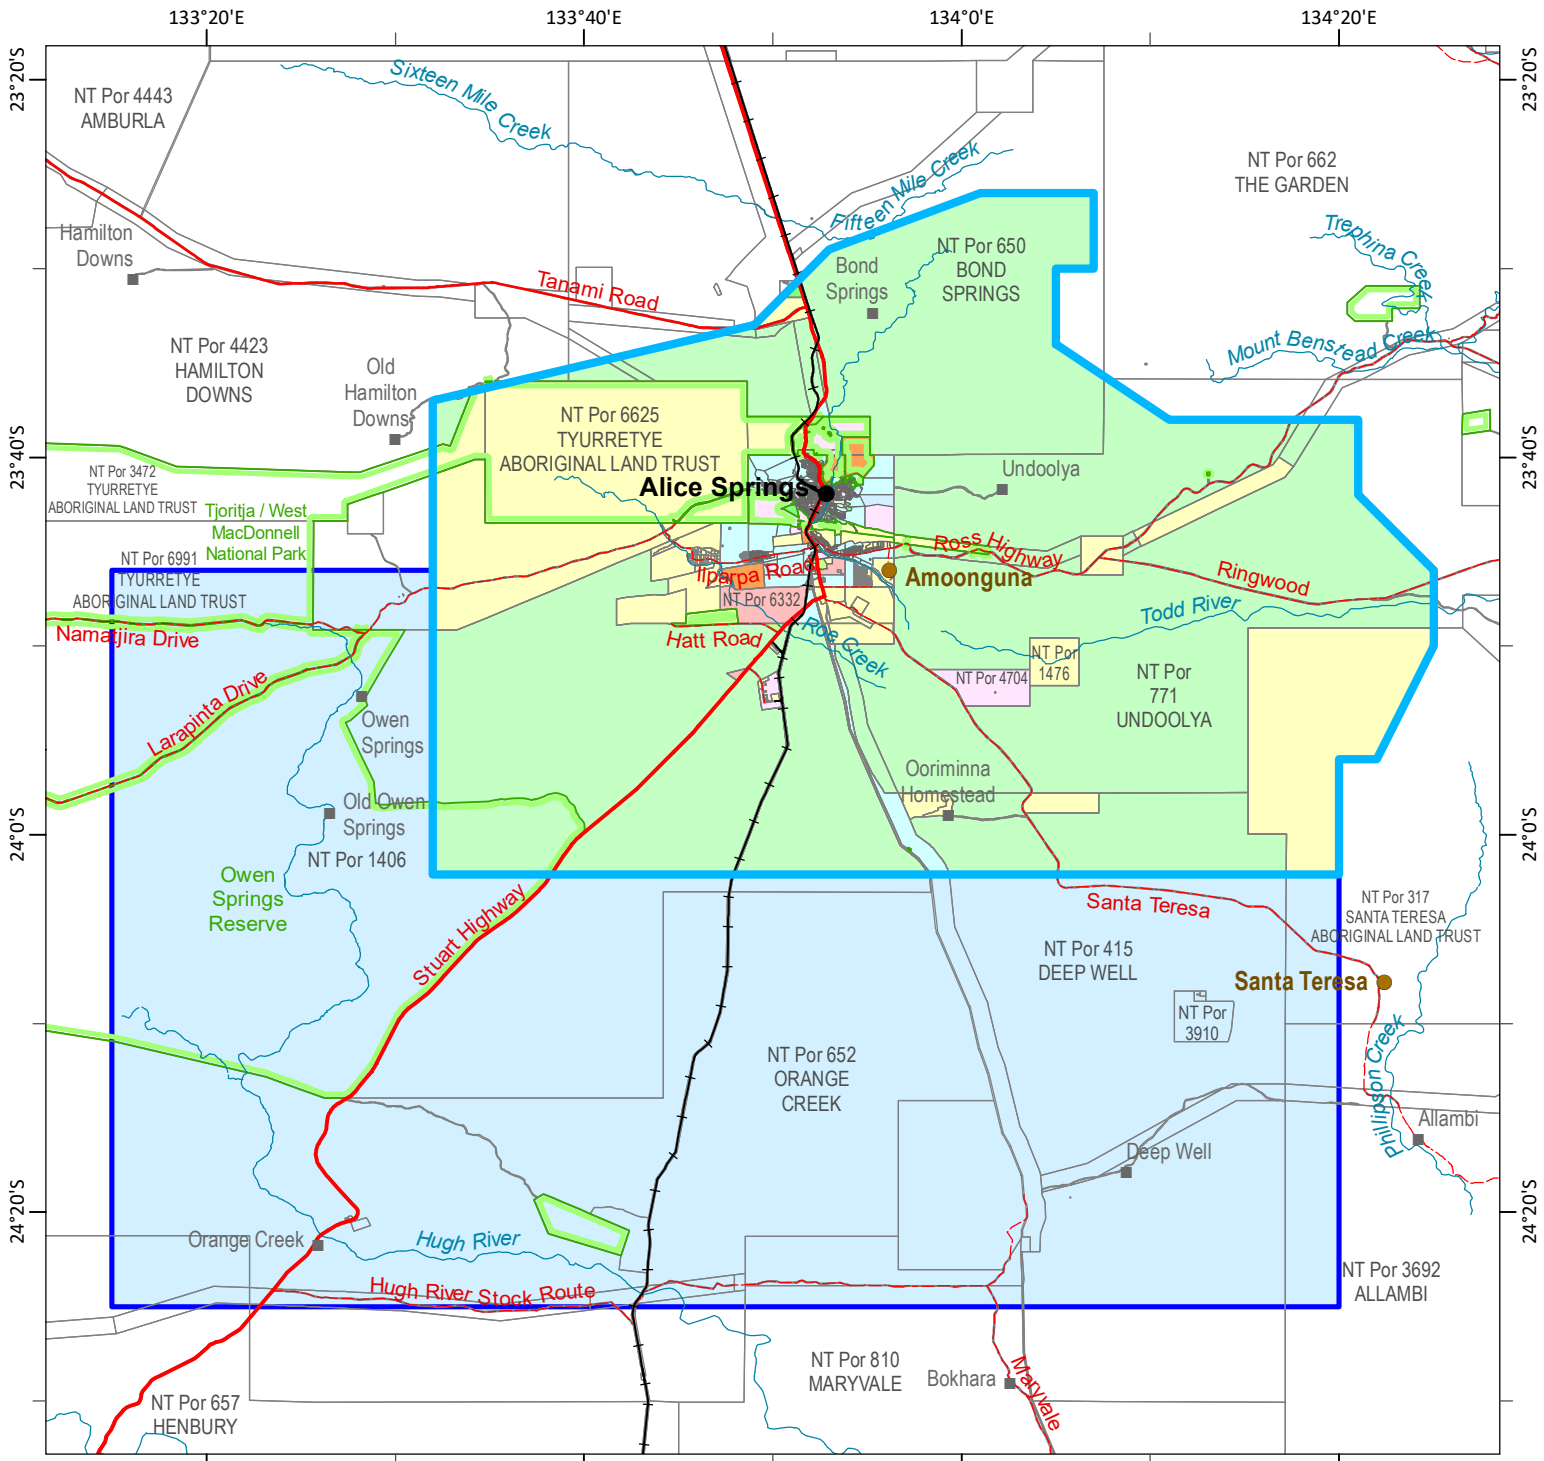 133°20'E
133°40'E
134°0'E
134°20'E
23°20'S
23°20'S
Sixteen Mile Creek
NT Por 4443
AMBURLA
Fifteen Mile Creek
NT Por 662
THE GARDEN
Hamilton
Downs
Trephina Creek
NT Por 650
BOND
SPRINGS
Bond
Springs
Tanami Road
Mount Benstead Creek
NT Por 4423
HAMILTON
DOWNS
Old
Hamilton
Downs
NT Por 6625
TYURRETYE
ABORIGINAL LAND TRUST
23°40'S
23°40'S
NT Por 3472
TYURRETYE
ABORIGINAL LAND TRUST
Undoolya
Alice Springs
Tjoritja / West
MacDonnell
National Park
Ross Highway
NT Por 6991
TYURRETYE
ABORIGINAL LAND TRUST
Ilparpa Road
Amoonguna
Ringwood
NT Por 6332
Todd River
Namatjira Drive
Hatt Road
Roe Creek
NT Por
1476
NT Por 4704
NT Por
771
UNDOOLYA
Larapinta Drive
Owen
Springs
Ooriminna
Homestead
Old Owen
Springs
24°0'S
24°0'S
NT Por 1406
Owen
Springs
Reserve
Stuart Highway
Santa Teresa
NT Por 317
SANTA TERESA
ABORIGINAL LAND TRUST
NT Por 415
DEEP WELL
Santa Teresa
NT Por
3910
NT Por 652
ORANGE
CREEK
Phillipson Creek
Allambi
Deep Well
24°20'S
24°20'S
Orange Creek
Hugh River
Hugh River Stock Route
NT Por 3692
ALLAMBI
NT Por 810
MARYVALE
Bokhara
Maryvale
NT Por 657
HENBURY